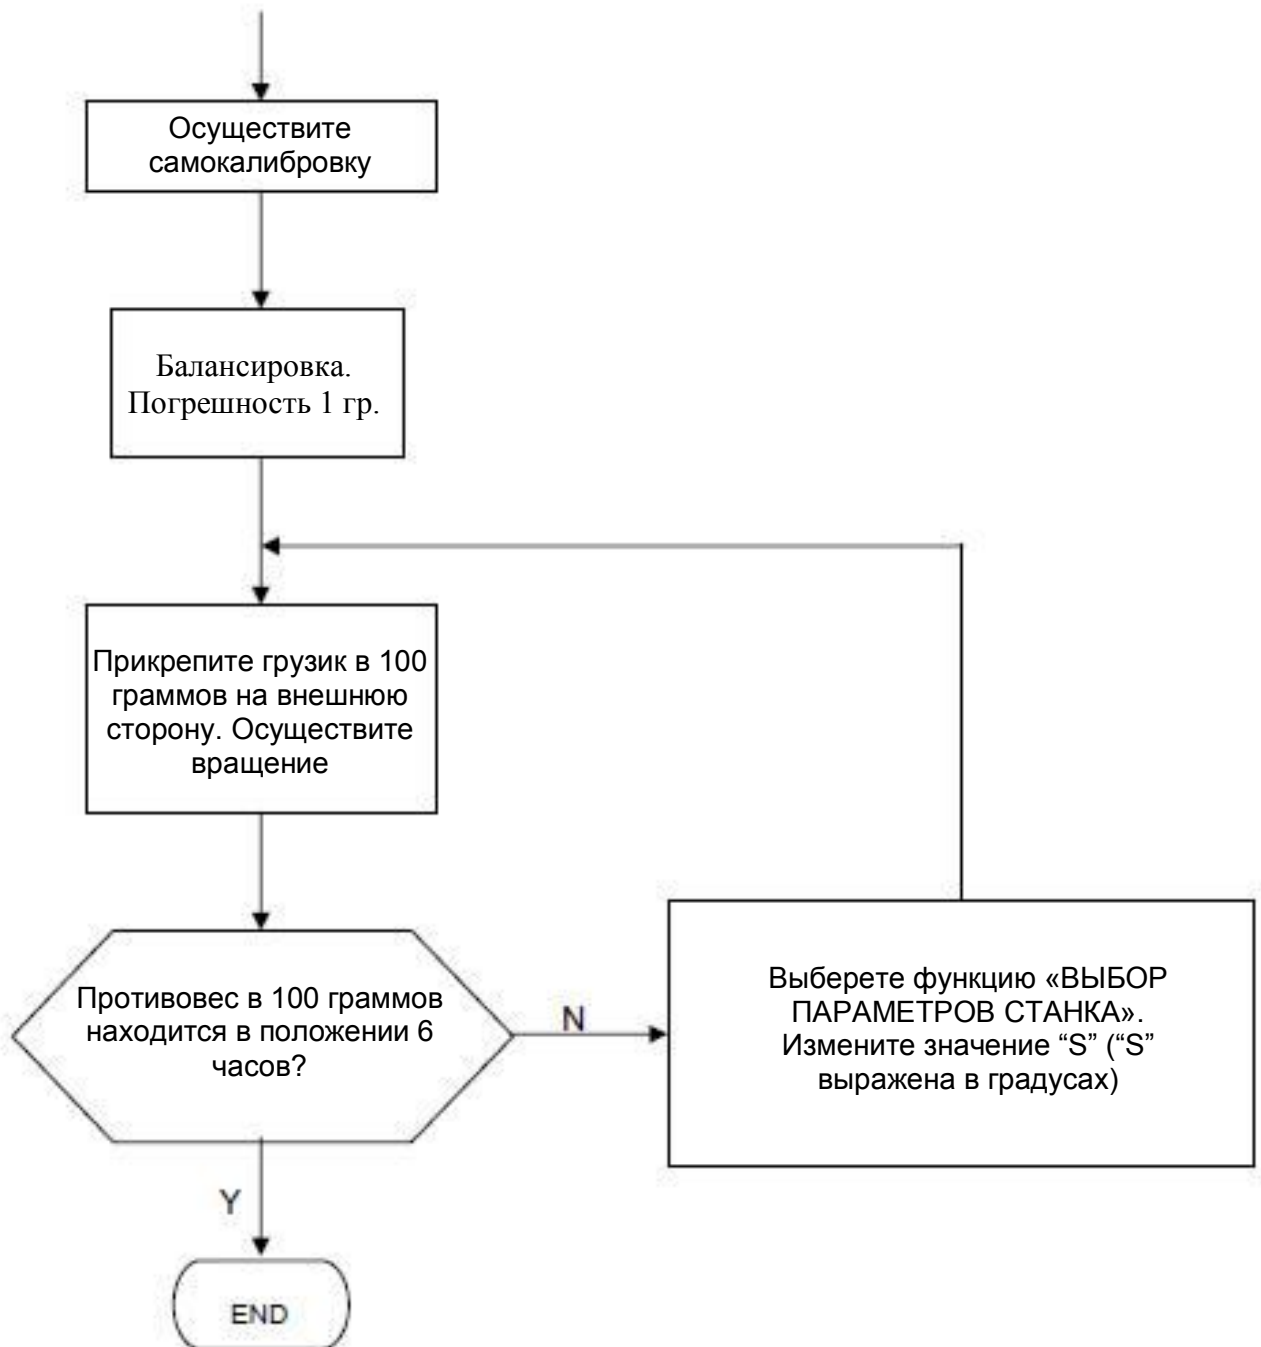 Осуществите
самокалибровку
Балансировка.
Погрешность 1 гр.
Прикрепите грузик в 100
граммов на внешнюю
сторону. Осуществите
вращение
Противовес в 100 граммов
находится в положении 6
часов?
N
Выберете функцию «ВЫБОР
ПАРАМЕТРОВ СТАНКА».
Измените значение “S” (“S”
выражена в градусах)
Y
END